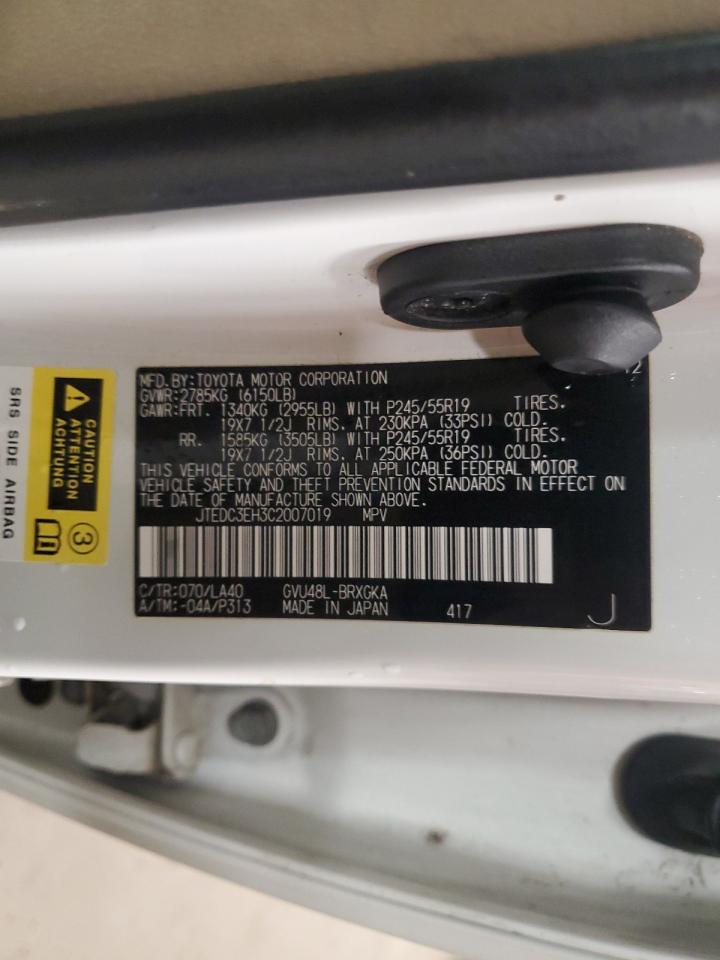 12
MFD. BY: TOYOTA MOTOR CORPORATION
GVWR: 2785KG (6150LB)
GAWR: FRT. 1340KG (2955LB) WITH P245/55R19 TIRES.
19X7 1/2J RIMS. AT 230KPA (33PSI) COLD.
RR. 1585KG (3505LB) WITH P245/55R19 TIRES.
19X7 1/2J RIMS. AT 250KPA (36PSI) COLD.
THIS VEHICLE CONFORMS TO ALL APPLICABLE FEDERAL MOTOR
VEHICLE SAFETY AND THEFT PREVENTION STANDARDS IN EFFECT ON
THE DATE OF MANUFACTURE SHOWN ABOVE.
JTEDC3EH3C2007019 MPV
C/TR: 070/LA40 GVU48L-BRXGKA
A/TM: -04A/P313 MADE IN JAPAN 417 J
CAUTION
ATTENTION
ACHTUNG
3
SRS SIDE AIRBAG